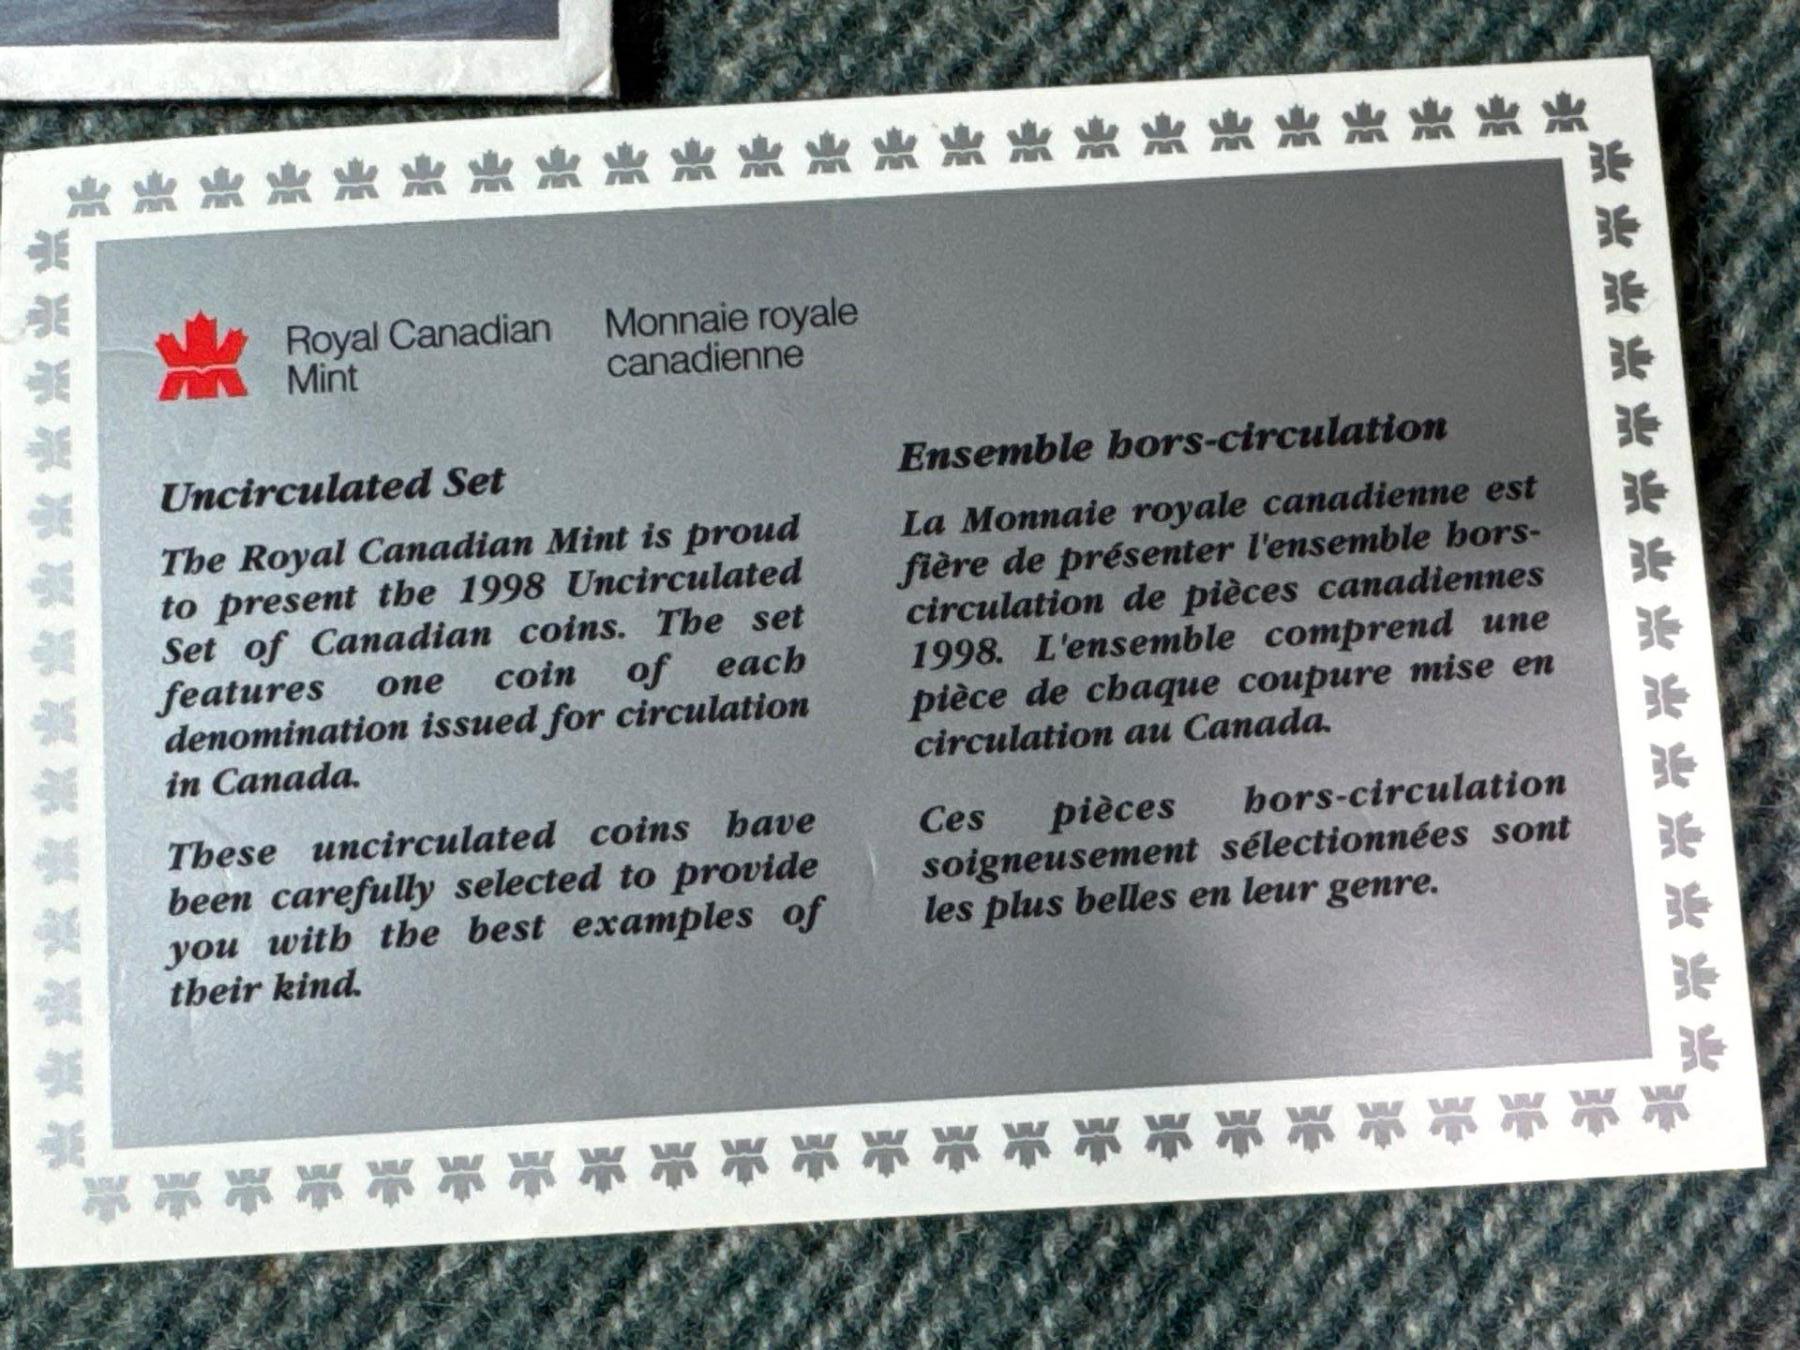 Royal Canadian
Mint
Monnaie royale
canadienne
Uncirculated Set
The Royal Canadian Mint is proud
to present the 1998 Uncirculated
Set of Canadian coins. The set
features one coin of each
denomination issued for circulation
in Canada.
These uncirculated coins have
been carefully selected to provide
you with the best examples of
their kind.
Ensemble hors-circulation
La Monnaie royale canadienne est
fière de présenter l'ensemble hors-
circulation de pièces canadiennes
1998. L'ensemble comprend une
pièce de chaque coupure mise en
circulation au Canada.
Ces pièces hors-circulation
soigneusement sélectionnées sont
les plus belles en leur genre.